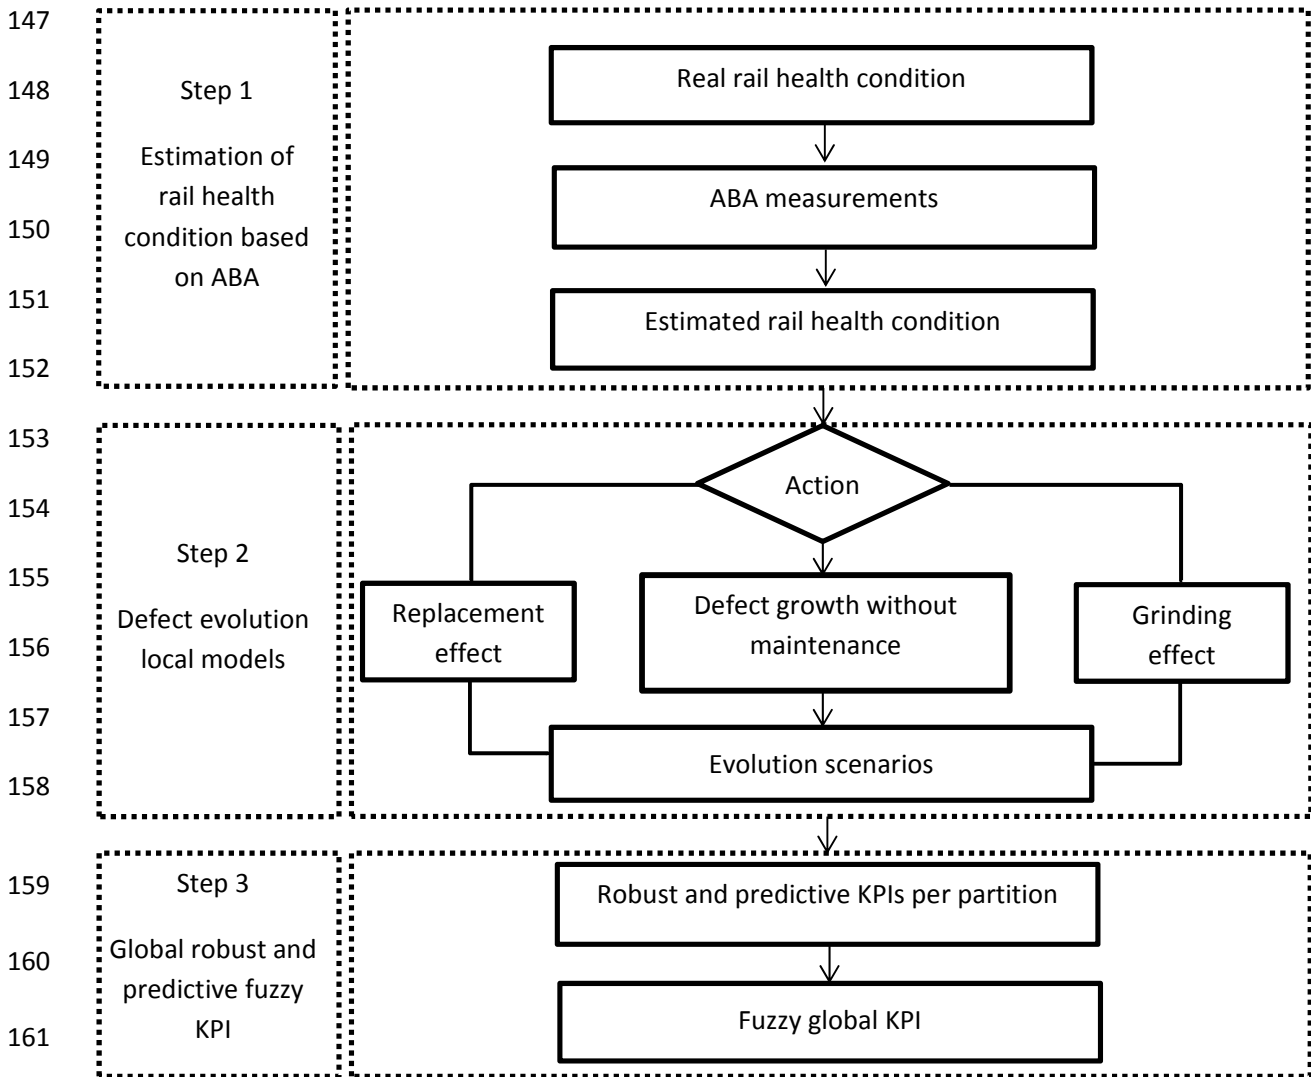 147
148
149
150
151
152
153
154
155
156
157
158
159
160
161
Step 1
Estimation of
rail health
condition based
on ABA
Real rail health condition
ABA measurements
Estimated rail health condition
Step 2
Defect evolution
local models
Action
Replacement
effect
Defect growth without
maintenance
Grinding
effect
Evolution scenarios
Step 3
Global robust and
predictive fuzzy
KPI
Robust and predictive KPIs per partition
Fuzzy global KPI